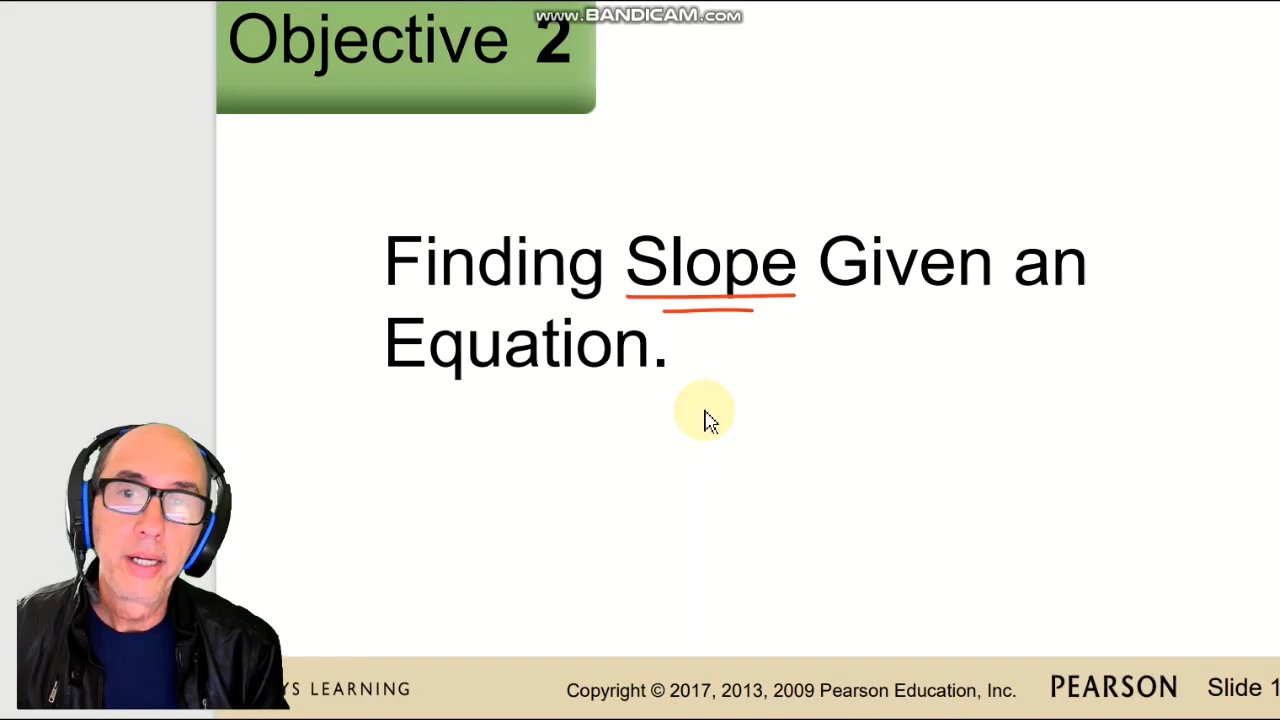 www.BANDICAM.com
Objective 2
Finding Slope Given an
Equation.
YS LEARNING
Copyright © 2017, 2013, 2009 Pearson Education, Inc.
PEARSON
Slide 1